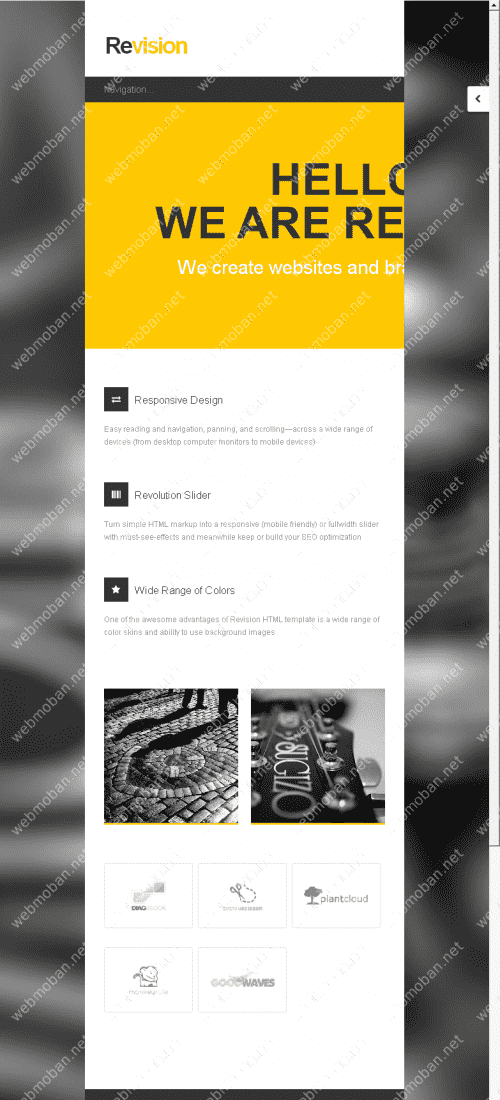 Revision
Navigation...
HELLO
WE ARE RE
We create websites and bra
Responsive Design
Easy reading and navigation, panning, and scrolling—across a wide range of
devices (from desktop computer monitors to mobile devices)
Revolution Slider
Turn simple HTML markup into a responsive (mobile friendly) or fullwidth slider
with must-see-effects and meanwhile keep or build your SEO optimization
Wide Range of Colors
One of the awesome advantages of Revision HTML template is a wide range of
color skins and ability to use background images
plantcloud
GOODWAVES
webmoban.net